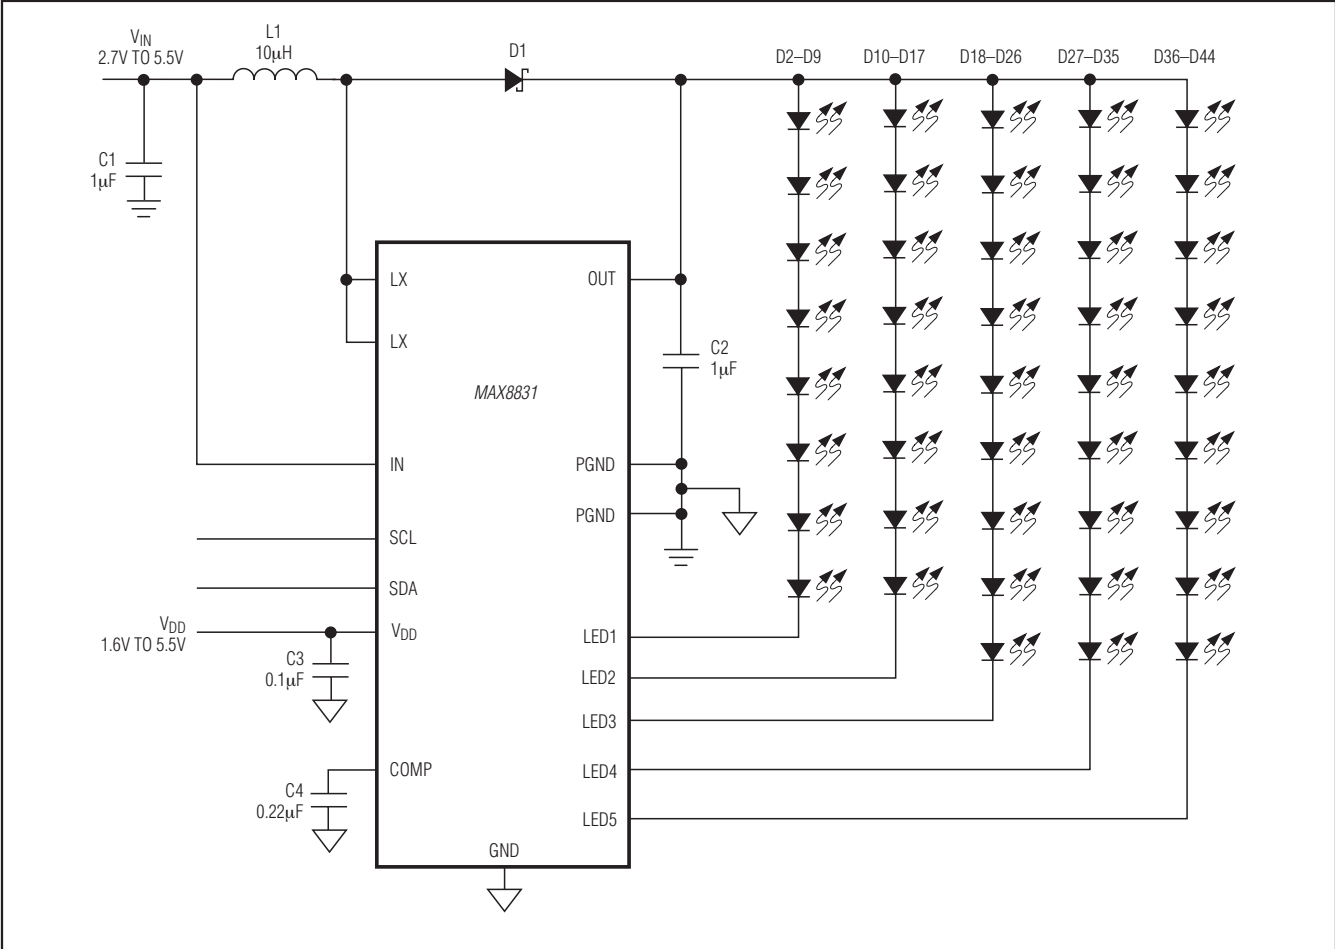 VIN
2.7V TO 5.5V
L1
10μH
D1
D2–D9
D10–D17
D18–D26
D27–D35
D36–D44
C1
1μF
LX
OUT
LX
C2
1μF
MAX8831
IN
PGND
PGND
SCL
SDA
VDD
1.6V TO 5.5V
VDD
LED1
C3
0.1μF
LED2
LED3
COMP
LED4
C4
0.22μF
LED5
GND